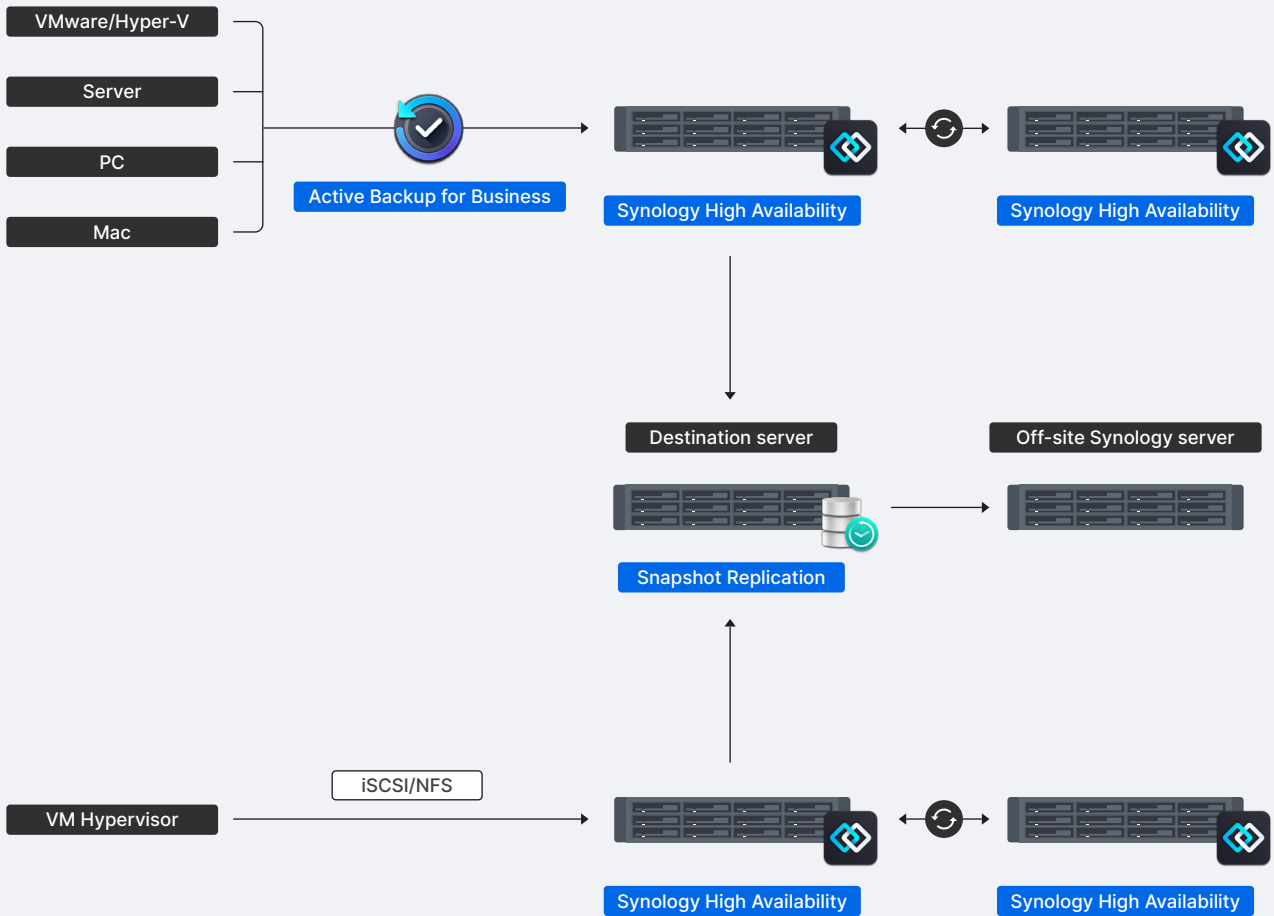 VMware/Hyper-V
Server
PC
Mac
Active Backup for Business
Synology High Availability
Synology High Availability
Destination server
Off-site Synology server
Snapshot Replication
iSCSI/NFS
VM Hypervisor
Synology High Availability
Synology High Availability